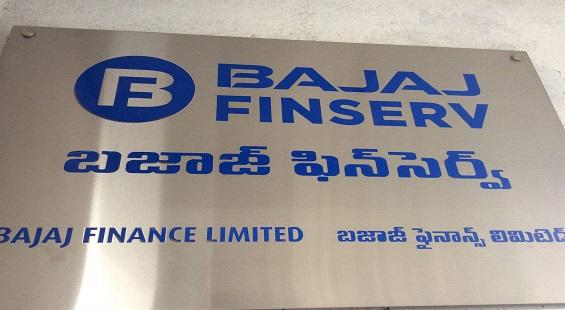 B BAJAJ
FINSERV
బజాజ్ ఫిన్‌సెర్వ్
BAJAJ FINANCE LIMITED బజాజ్ ఫైనాన్స్ లిమిటెడ్